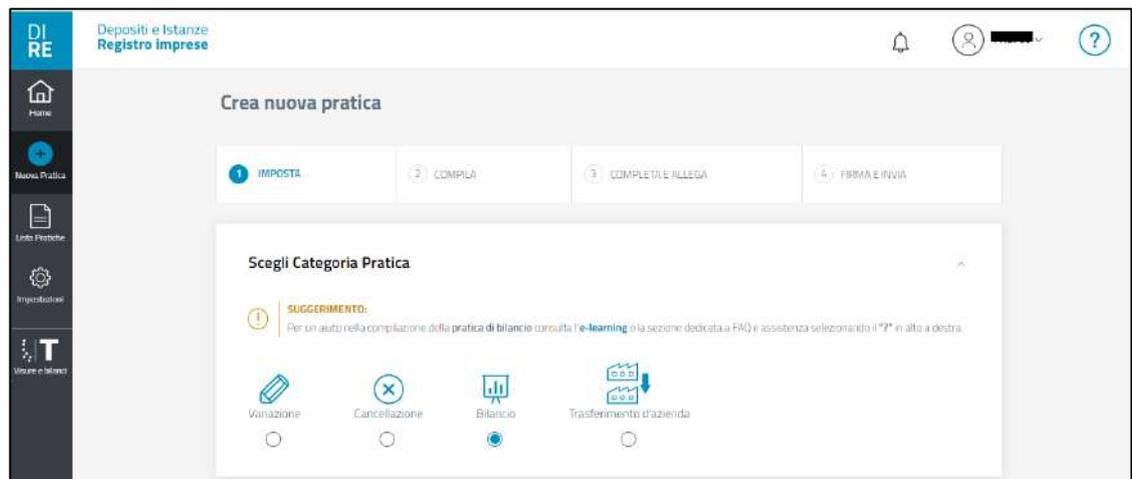 DI
RE
Depositi e Istanze
Registro imprese
?
Home
Nuova Pratica
Lista Pratiche
Impostazioni
T
Visure e bilanci
Crea nuova pratica
1 IMPOSTA
2 COMPILA
3 COMPLETA E ALLEGA
4 FIRMA E INVIA
Scegli Categoria Pratica
SUGGERIMENTO:
Per un aiuto nella compilazione della pratica di bilancio consulta l'e-learning o la sezione dedicata a FAQ e assistenza selezionando il "?" in alto a destra.
Variazione
Cancellazione
Bilancio
Trasferimento d'azienda